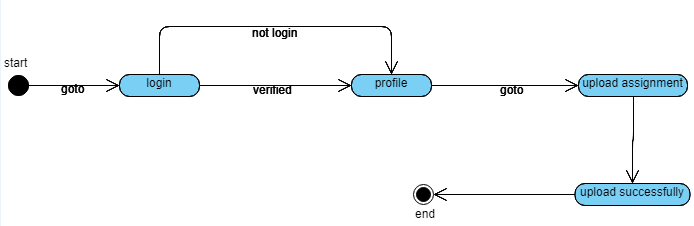 not login
start
goto
login
verified
profile
goto
upload assignment
upload successfully
end